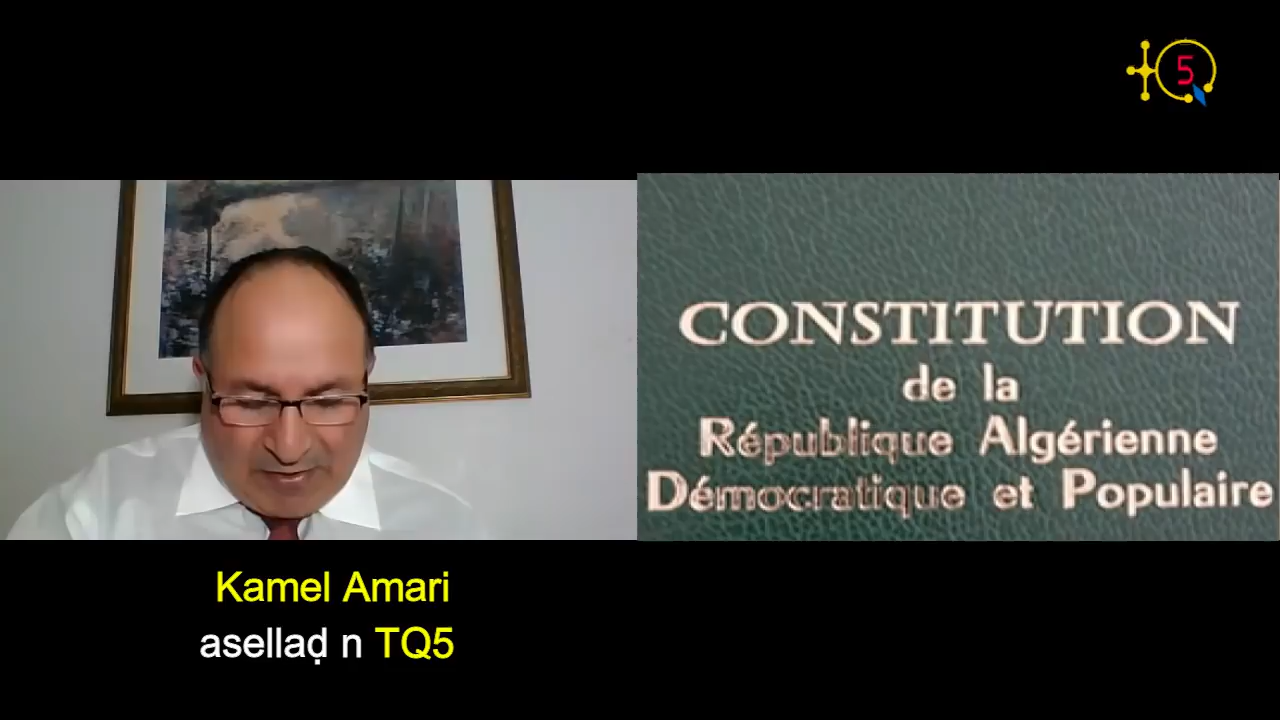 5
CONSTITUTION
de la
République Algérienne
Démocratique et Populaire
Kamel Amari
asellaḍ n TQ5